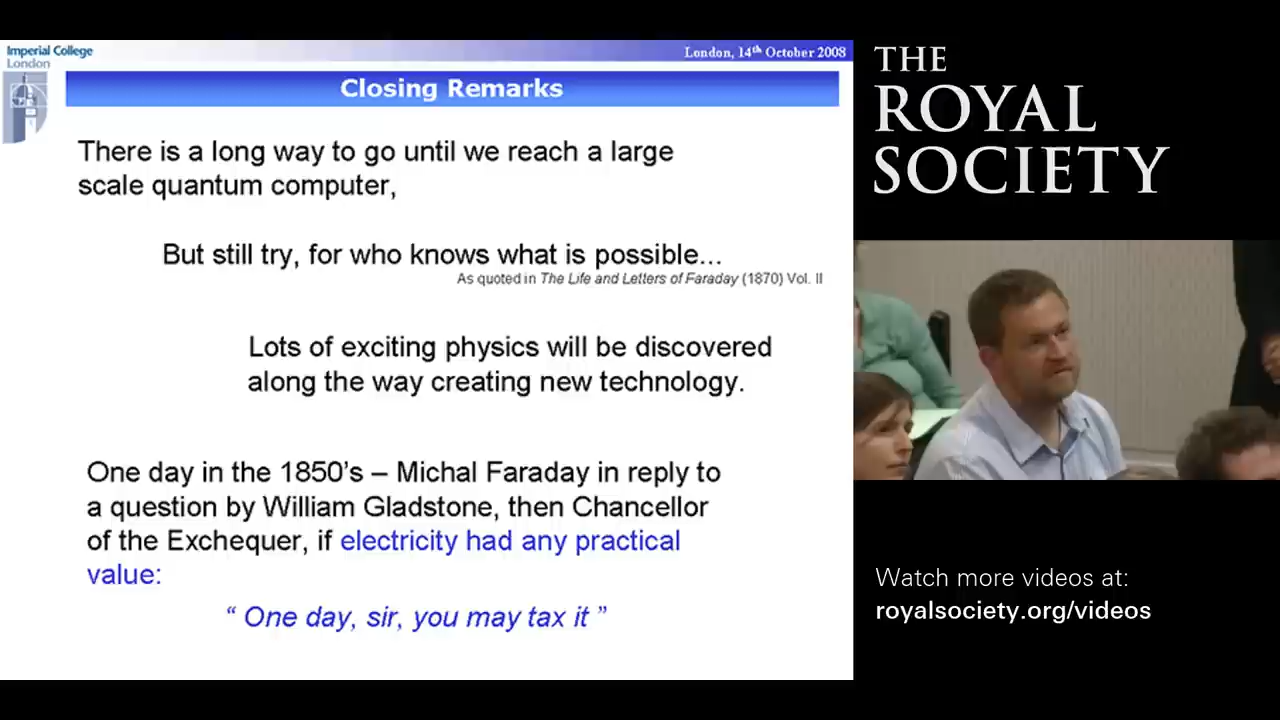 Imperial College
London
London, 14th October 2008
Closing Remarks
There is a long way to go until we reach a large
scale quantum computer,
But still try, for who knows what is possible...
As quoted in The Life and Letters of Faraday (1870) Vol. II
Lots of exciting physics will be discovered
along the way creating new technology.
One day in the 1850's – Michal Faraday in reply to
a question by William Gladstone, then Chancellor
of the Exchequer, if electricity had any practical
value:
“ One day, sir, you may tax it ”
THE
ROYAL
SOCIETY
Watch more videos at:
royalsociety.org/videos